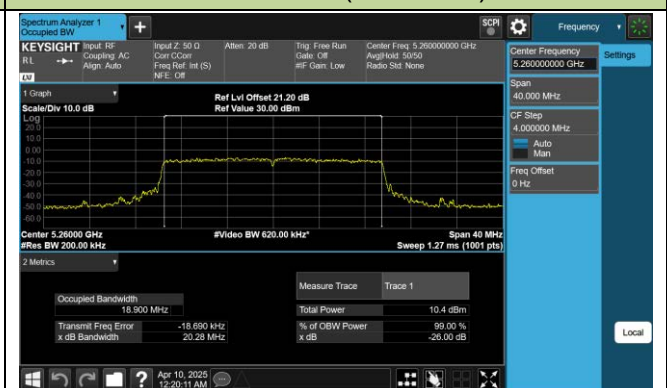 Spectrum Analyzer 1
Occupied BW
+
SCPI
Frequency
KEYSIGHT
RL
LXI
Input: RF
Coupling: AC
Align: Auto
Input Z: 50 Ω
Corr CCorr
Freq Ref: Int (S)
NFE: Off
Atten: 20 dB
Trig: Free Run
Gate: Off
#IF Gain: Low
Center Freq: 5.260000000 GHz
Avg|Hold: 50/50
Radio Std: None
Center Frequency
5.260000000 GHz
Settings
Span
40.000 MHz
CF Step
4.000000 MHz
Auto
Man
Freq Offset
0 Hz
1 Graph
Scale/Div 10.0 dB
Ref Lvl Offset 21.20 dB
Ref Value 30.00 dBm
Log
20.0
10.0
0.00
-10.0
-20.0
-30.0
-40.0
-50.0
-60.0
Center 5.26000 GHz
#Res BW 200.00 kHz
#Video BW 620.00 kHz*
Span 40 MHz
Sweep 1.27 ms (1001 pts)
2 Metrics
Measure Trace Trace 1
Occupied Bandwidth
18.900 MHz
Total Power 10.4 dBm
Transmit Freq Error -18.690 kHz
% of OBW Power 99.00 %
x dB Bandwidth 20.28 MHz
x dB -26.00 dB
Local
?
Apr 10, 2025
12:20:11 AM